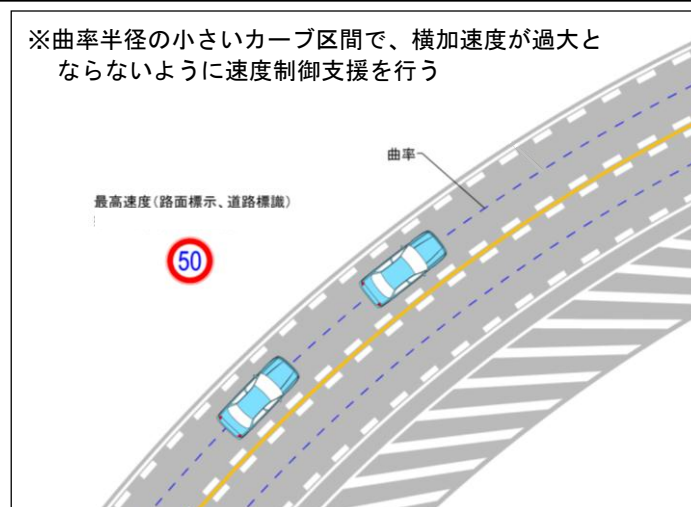 ※曲率半径の小さいカーブ区間で、横加速度が過大と
ならないように速度制御支援を行う
曲率
最高速度(路面標示、道路標識)
50